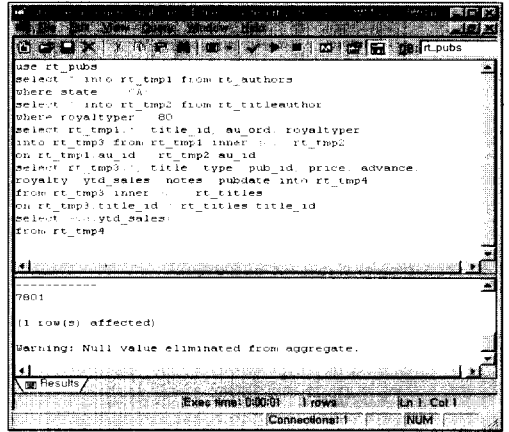 DB: rt_pubs
use rt_pubs
select * into rt_tmp1 from rt_authors
where state
select * into rt_tmp2 from rt_titleauthor
where royaltyper 80
select rt_tmp1.* title_id, au_ord, royaltyper
into rt_tmp3 from rt_tmp1 inner rt_tmp2
on rt_tmp1.au_id rt_tmp2 au_id
select rt_tmp3.*, title type pub_id, price, advance,
royalty ytd_sales notes pubdate into rt_tmp4
from rt_tmp3 inner rt_titles
on rt_tmp3.title_id rt_titles title_id
select ytd_sales
from rt_tmp4
-----------
7801
(1 row(s) affected)
Warning: Null value eliminated from aggregate.
Results
Exec time: 0:00:01 1 rows Ln 1, Col 1
Connections: 1 NUM